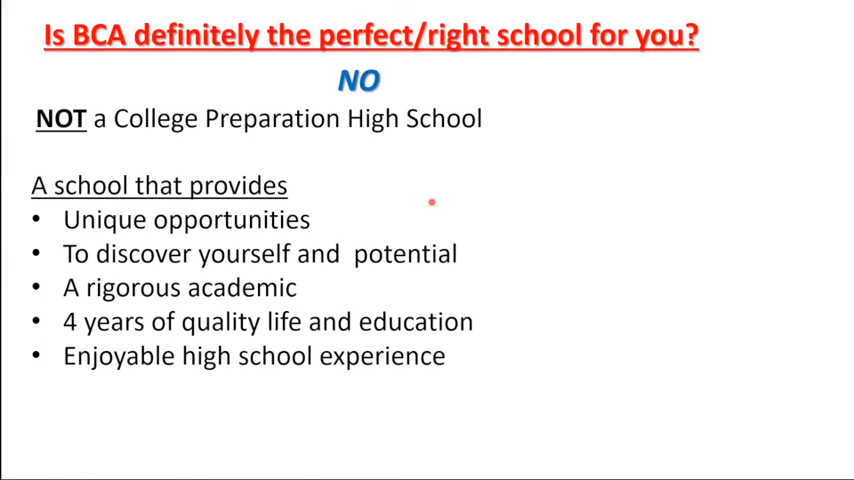 Is BCA definitely the perfect/right school for you?
NO
NOT a College Preparation High School
A school that provides
• Unique opportunities
• To discover yourself and potential
• A rigorous academic
• 4 years of quality life and education
• Enjoyable high school experience